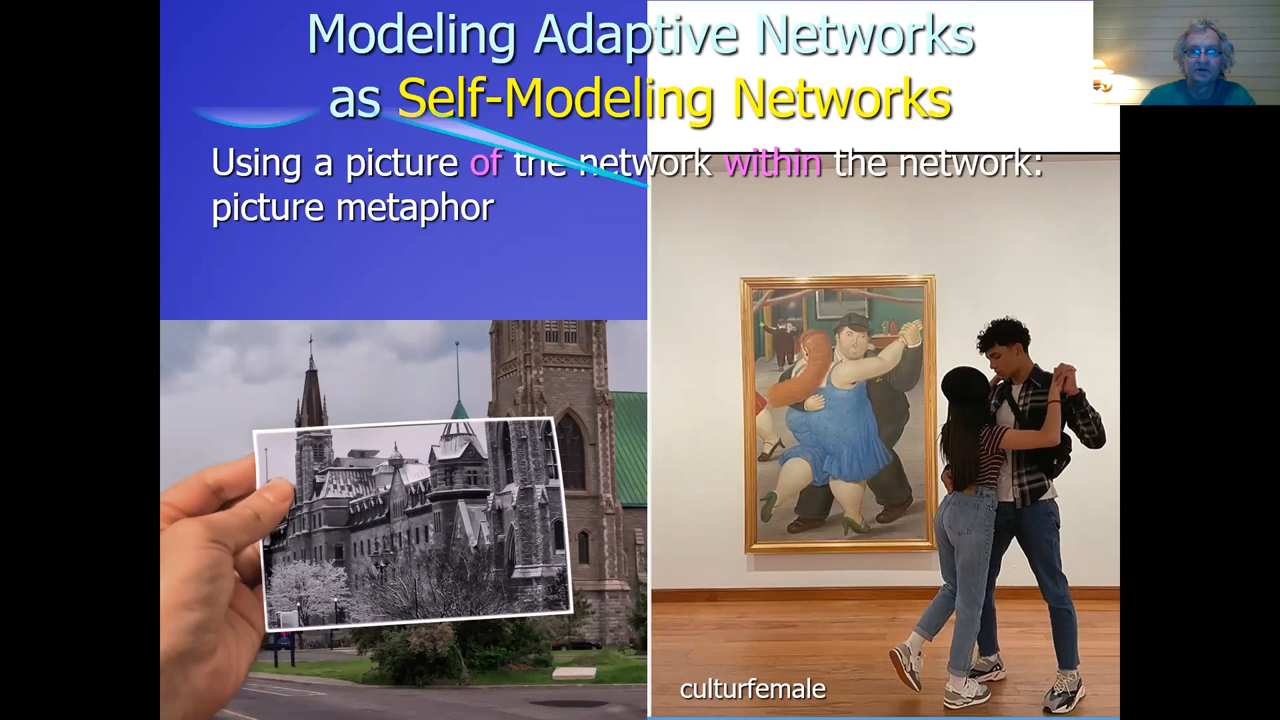 Modeling Adaptive Networks
as Self-Modeling Networks
Using a picture of the network within the network:
picture metaphor
culturfemale